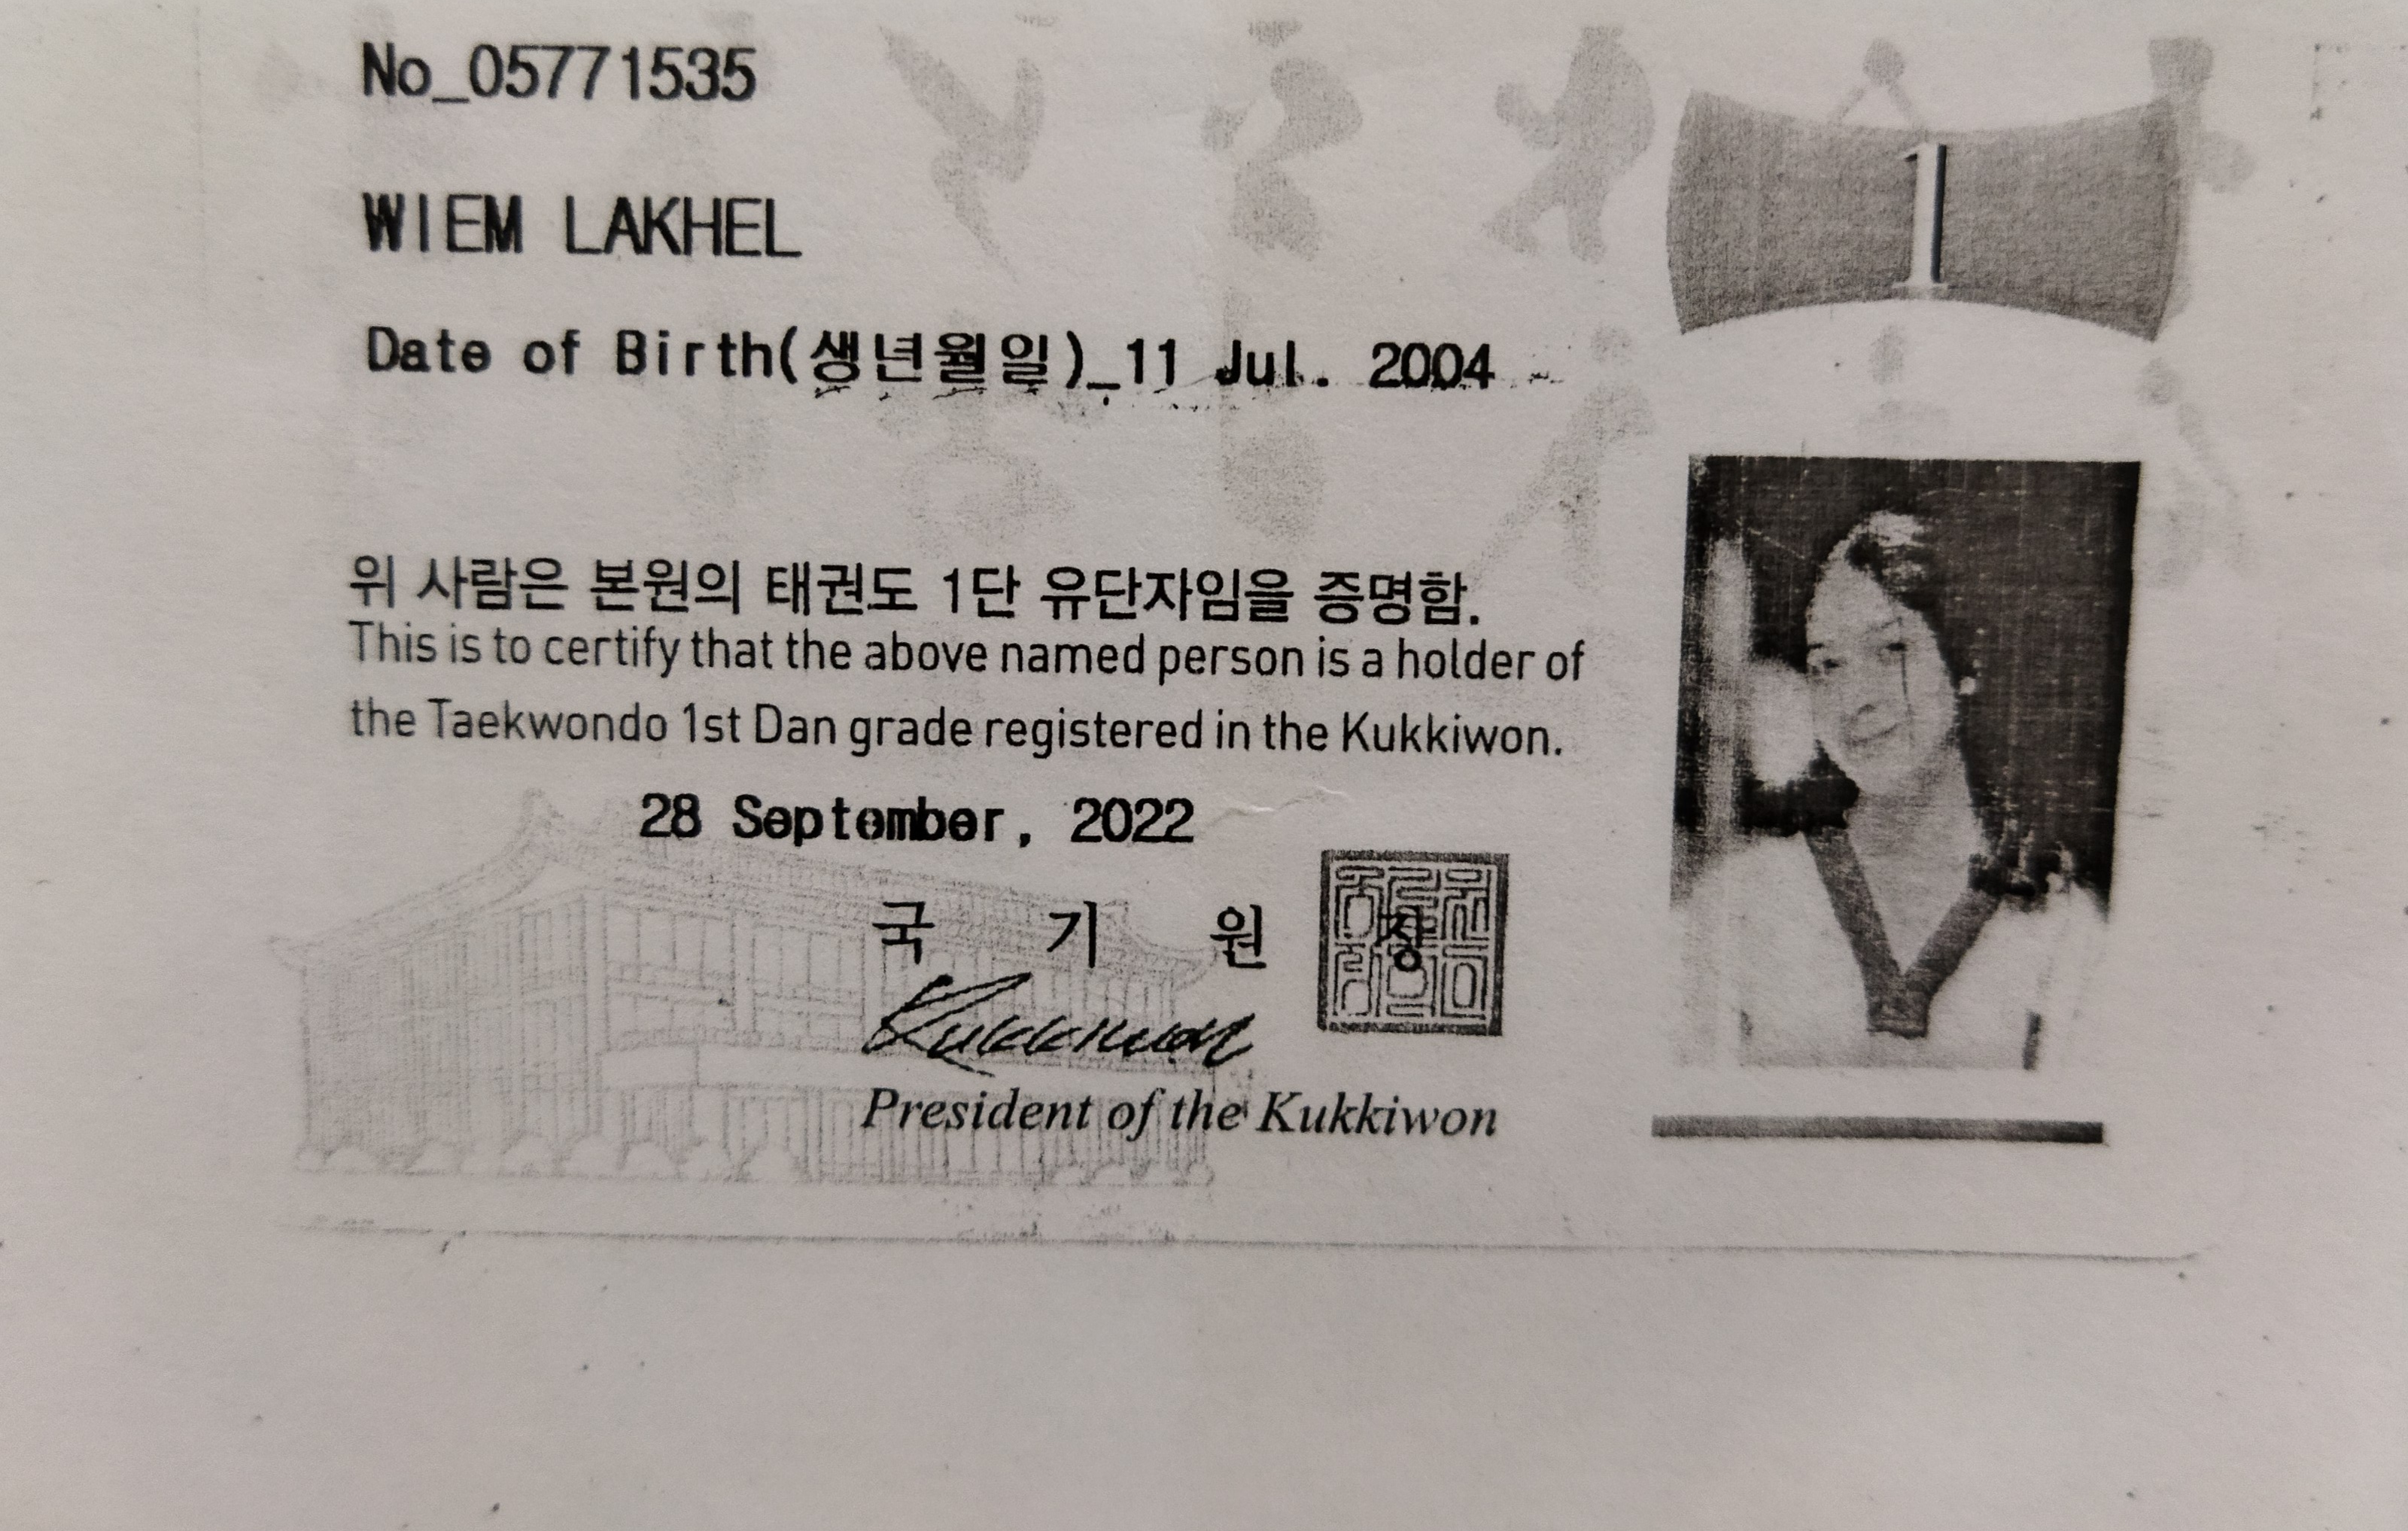 No_05771535
1
WIEM LAKHEL
Date of Birth(생년월일)_11 Jul. 2004
위 사람은 본원의 태권도 1단 유단자임을 증명함.
This is to certify that the above named person is a holder of
the Taekwondo 1st Dan grade registered in the Kukkiwon.
28 September, 2022
국 기 원 장
Kukkiwon
President of the Kukkiwon